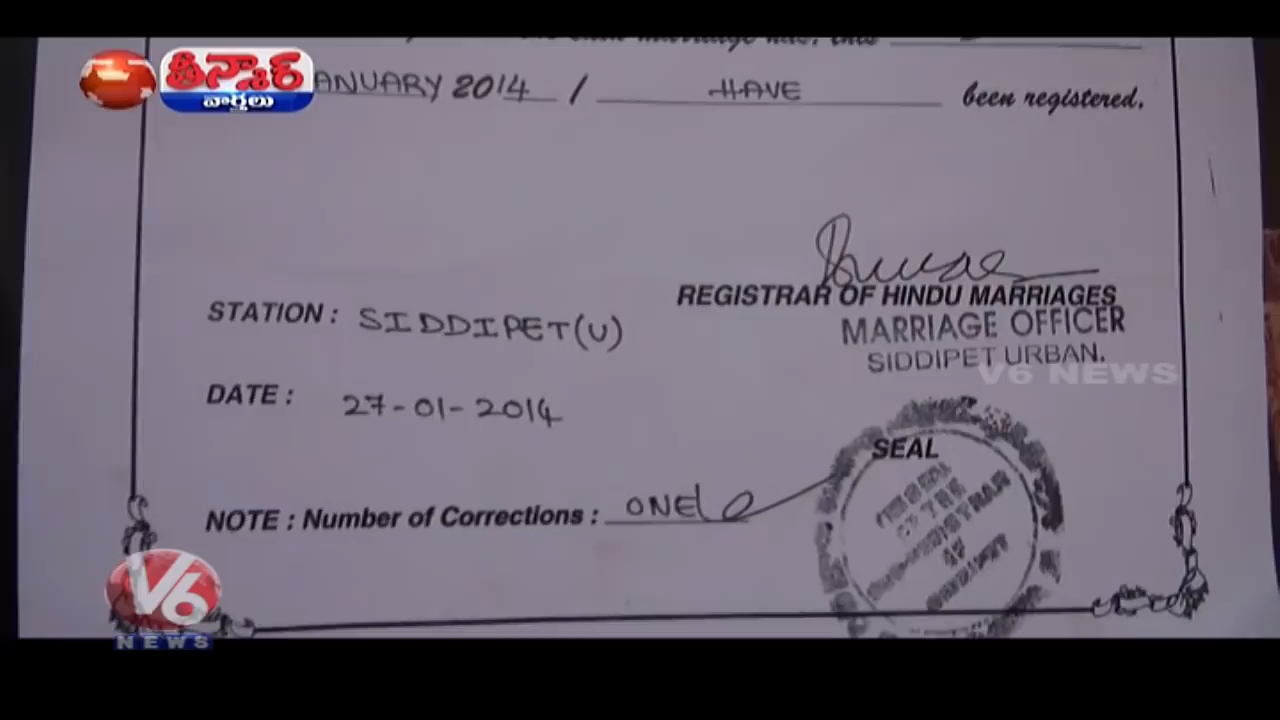 తీన్మార్
వార్తలు
ANUARY 2014 / HAVE been registered.
REGISTRAR OF HINDU MARRIAGES
MARRIAGE OFFICER
SIDDIPET URBAN.
V6 NEWS
STATION : SIDDIPET(U)
DATE : 27-01-2014
SEAL
NOTE : Number of Corrections : ONE
V6
NEWS